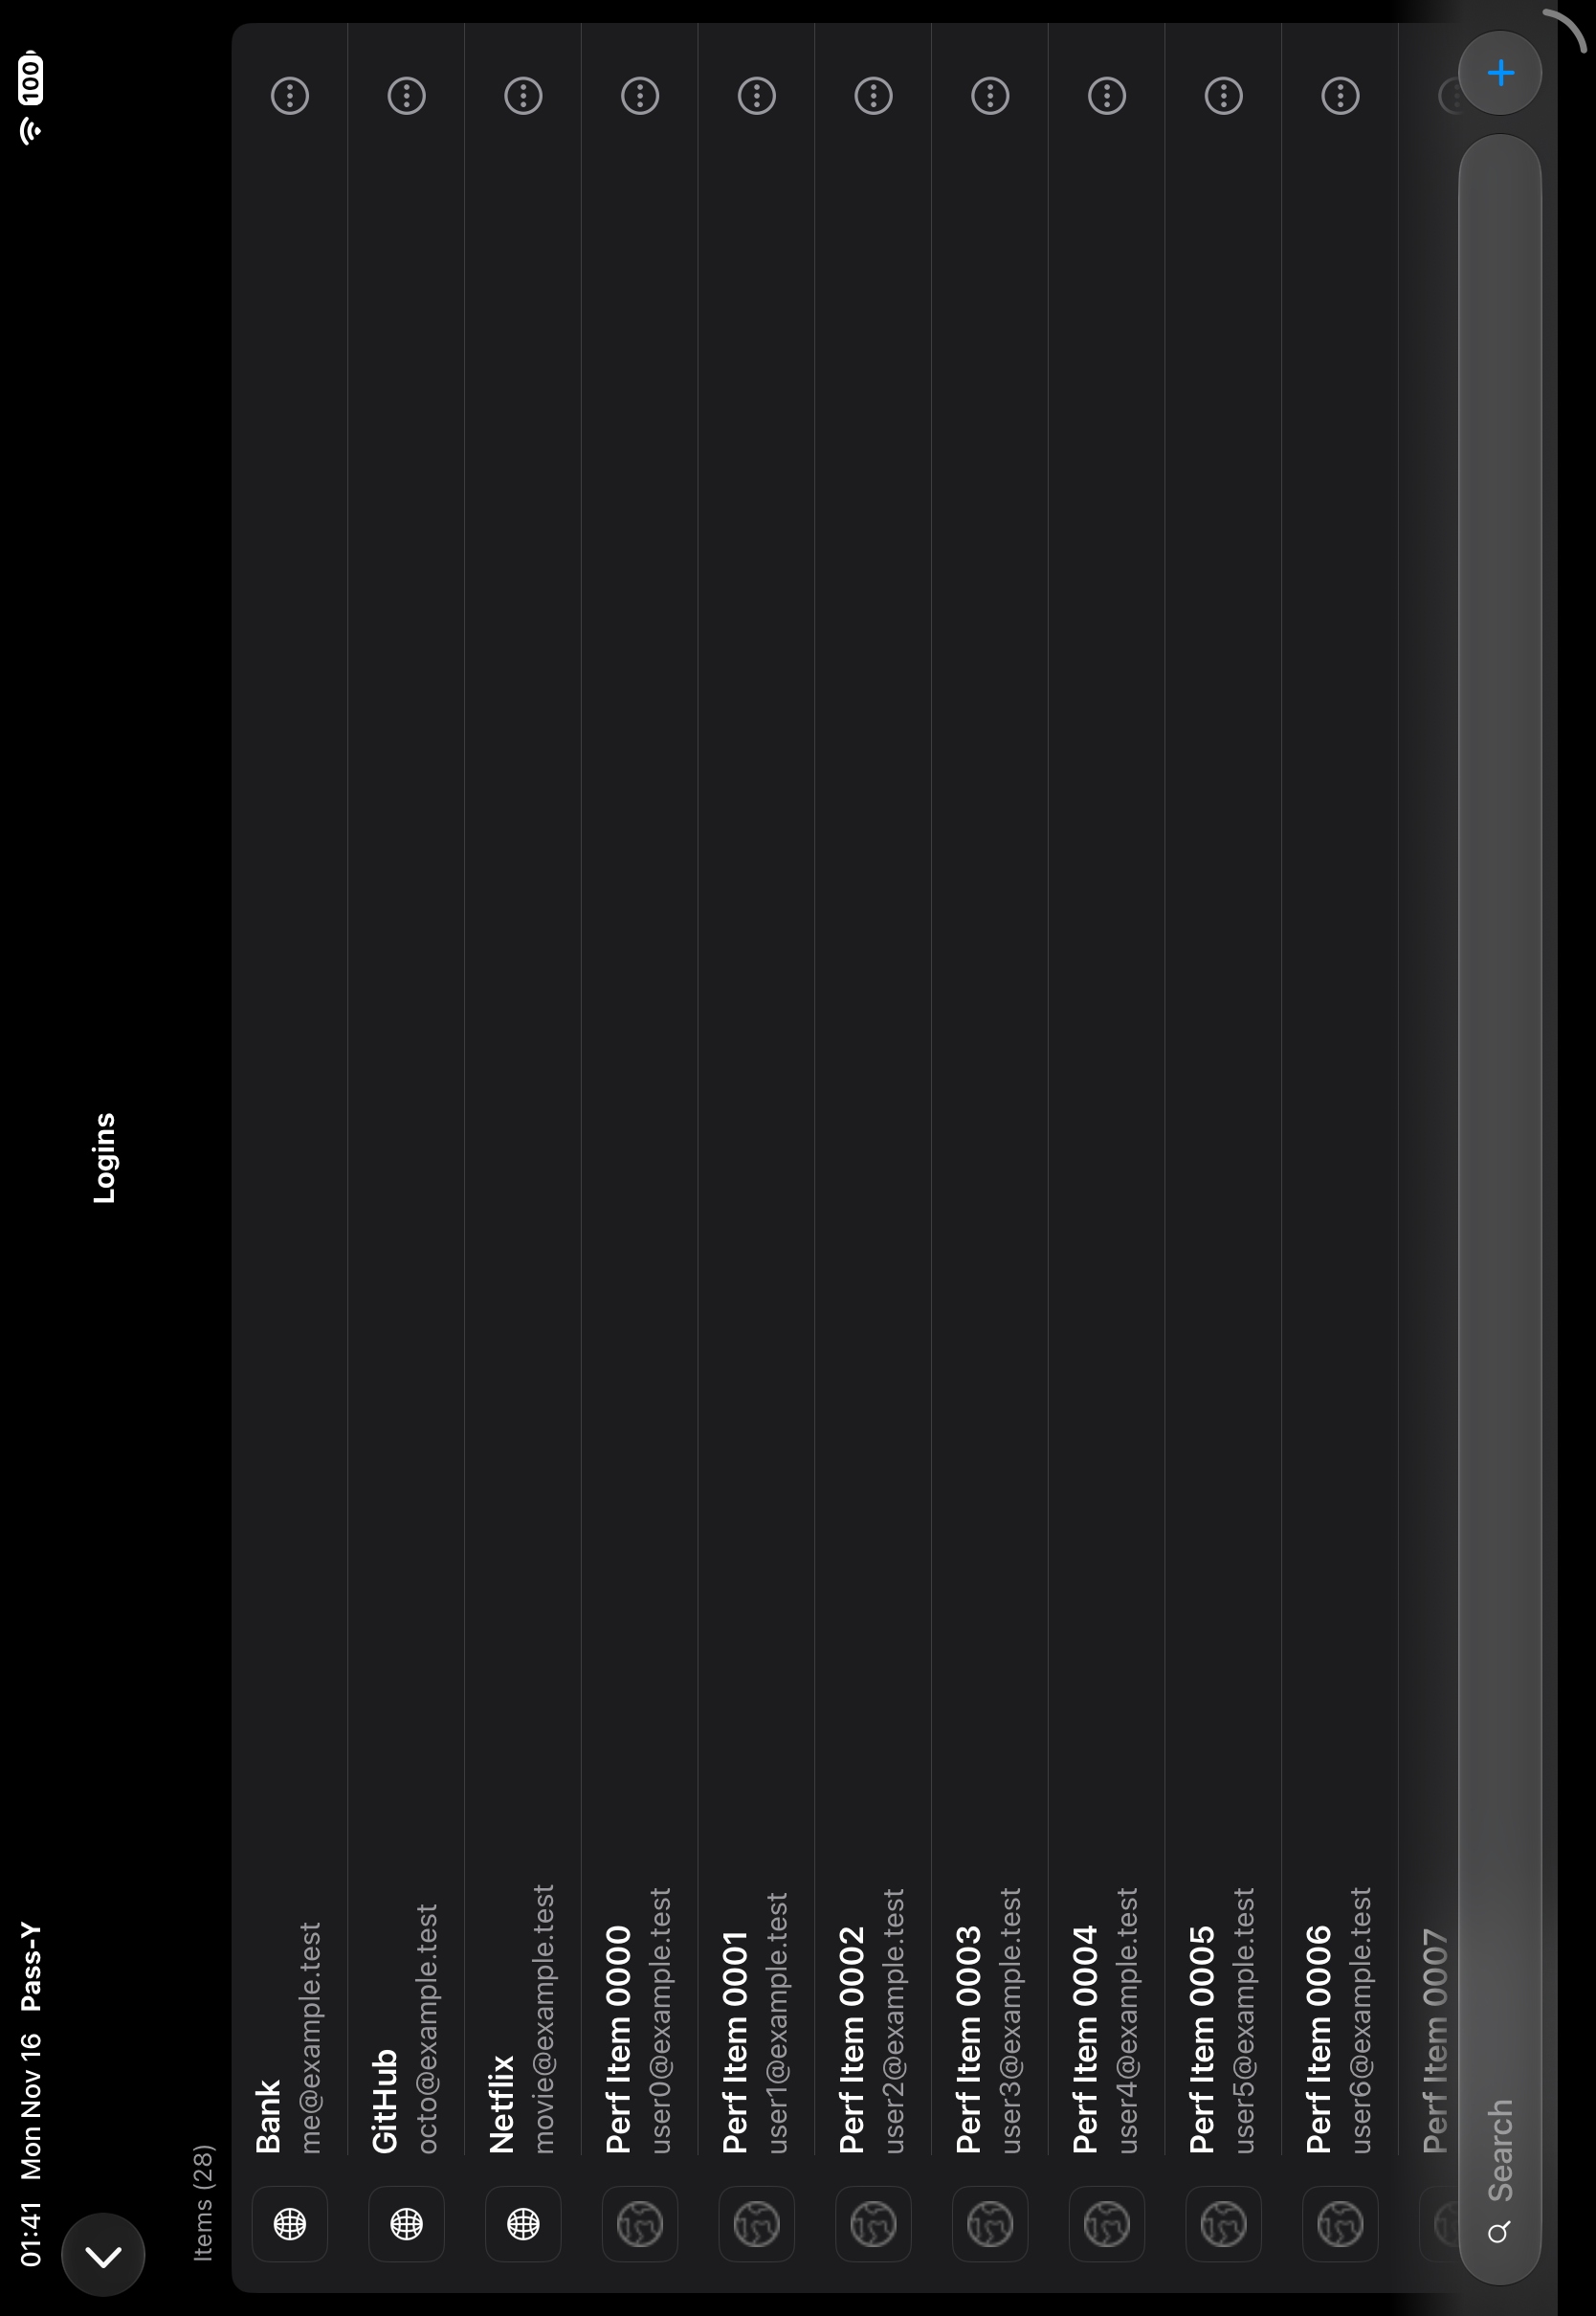 01:41 Mon Nov 16 Pass-Y
100
Logins
Items (28)
Bank
me@example.test
GitHub
octo@example.test
Netflix
movie@example.test
Perf Item 0000
user0@example.test
Perf Item 0001
user1@example.test
Perf Item 0002
user2@example.test
Perf Item 0003
user3@example.test
Perf Item 0004
user4@example.test
Perf Item 0005
user5@example.test
Perf Item 0006
user6@example.test
Perf Item 0007
Search